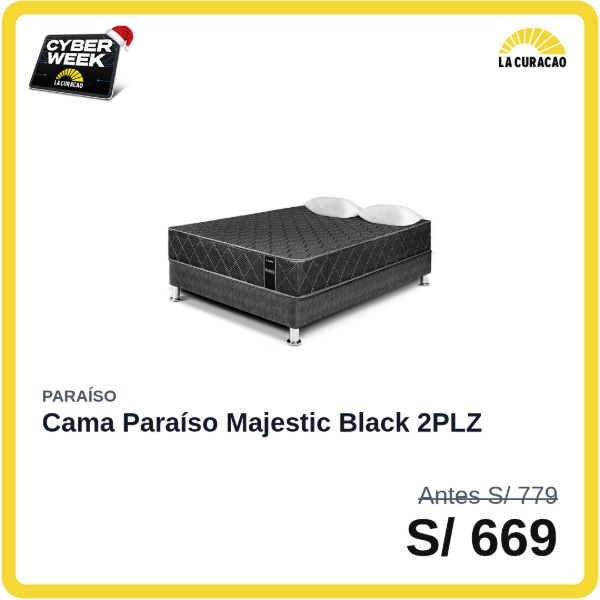 CYBER
WEEK
LA CURACAO
LA CURACAO
PARAÍSO
Cama Paraíso Majestic Black 2PLZ
Antes S/ 779
S/ 669